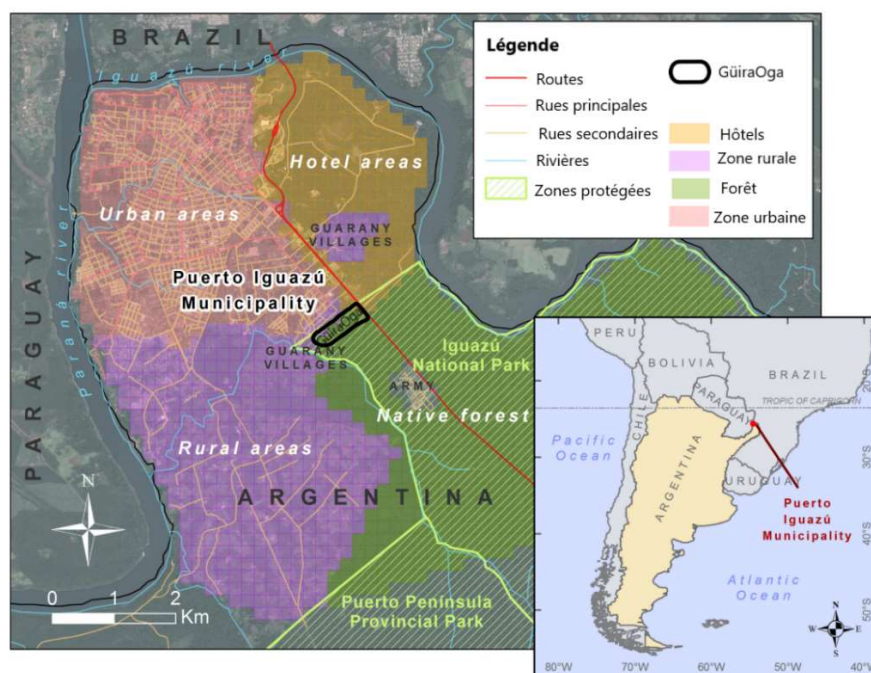 BRAZIL
Iguazú river
Hotel areas
Urban areas
GUARANY
VILLAGES
Puerto Iguazú
Municipality
GüiraOga
GUARANY
VILLAGES
Iguazú
National Park
ARMY
Native forest
Rural areas
ARGENTINA
Puerto Península
Provincial Park
PARAGUAY
Paraná river
0 1 2
Km
N
Légende
Routes
Rues principales
Rues secondaires
Rivières
Zones protégées
GüiraOga
Hôtels
Zone rurale
Forêt
Zone urbaine
PERU
BOLIVIA
BRAZIL
PARAGUAY
TROPIC OF CAPRICORN
CHILE
ARGENTINA
URUGUAY
Pacific
Ocean
Puerto
Iguazú
Municipality
Atlantic
Ocean
20°S
30°S
40°S
50°S
N
W E
S
80°W 70°W 60°W 50°W 40°W